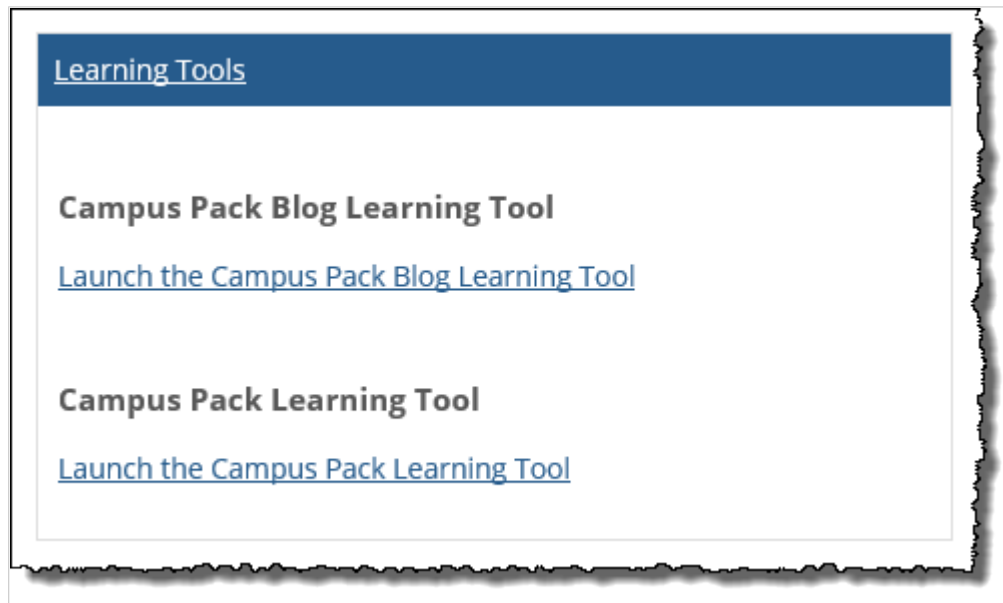 Learning Tools
Campus Pack Blog Learning Tool
Launch the Campus Pack Blog Learning Tool
Campus Pack Learning Tool
Launch the Campus Pack Learning Tool